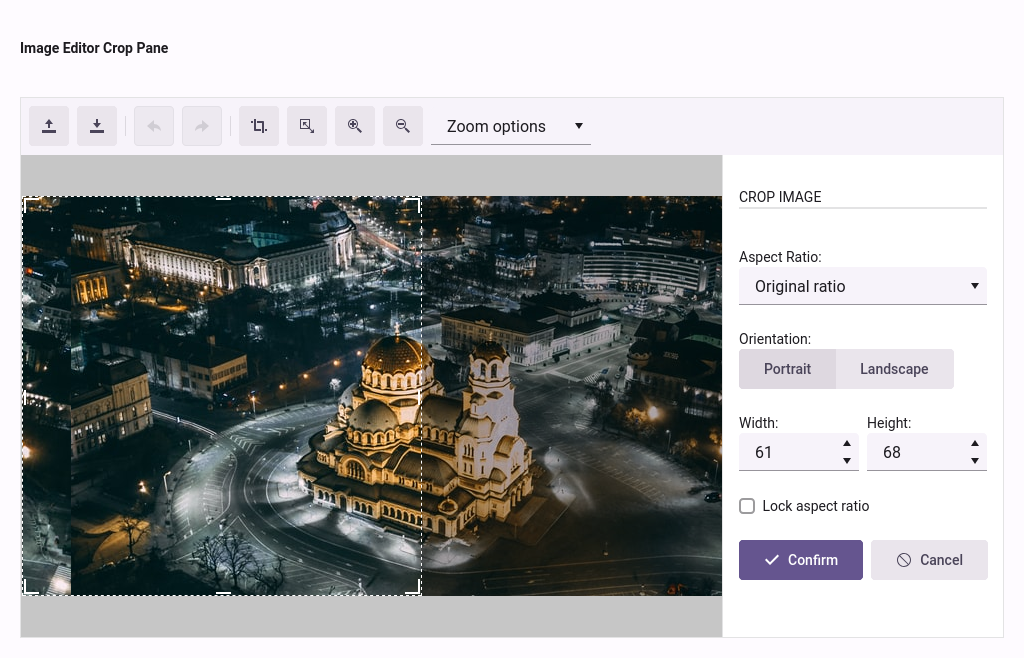 Image Editor Crop Pane
Zoom options
CROP IMAGE
Aspect Ratio:
Original ratio
Orientation:
Portrait Landscape
Width: Height:
61 68
Lock aspect ratio
Confirm Cancel